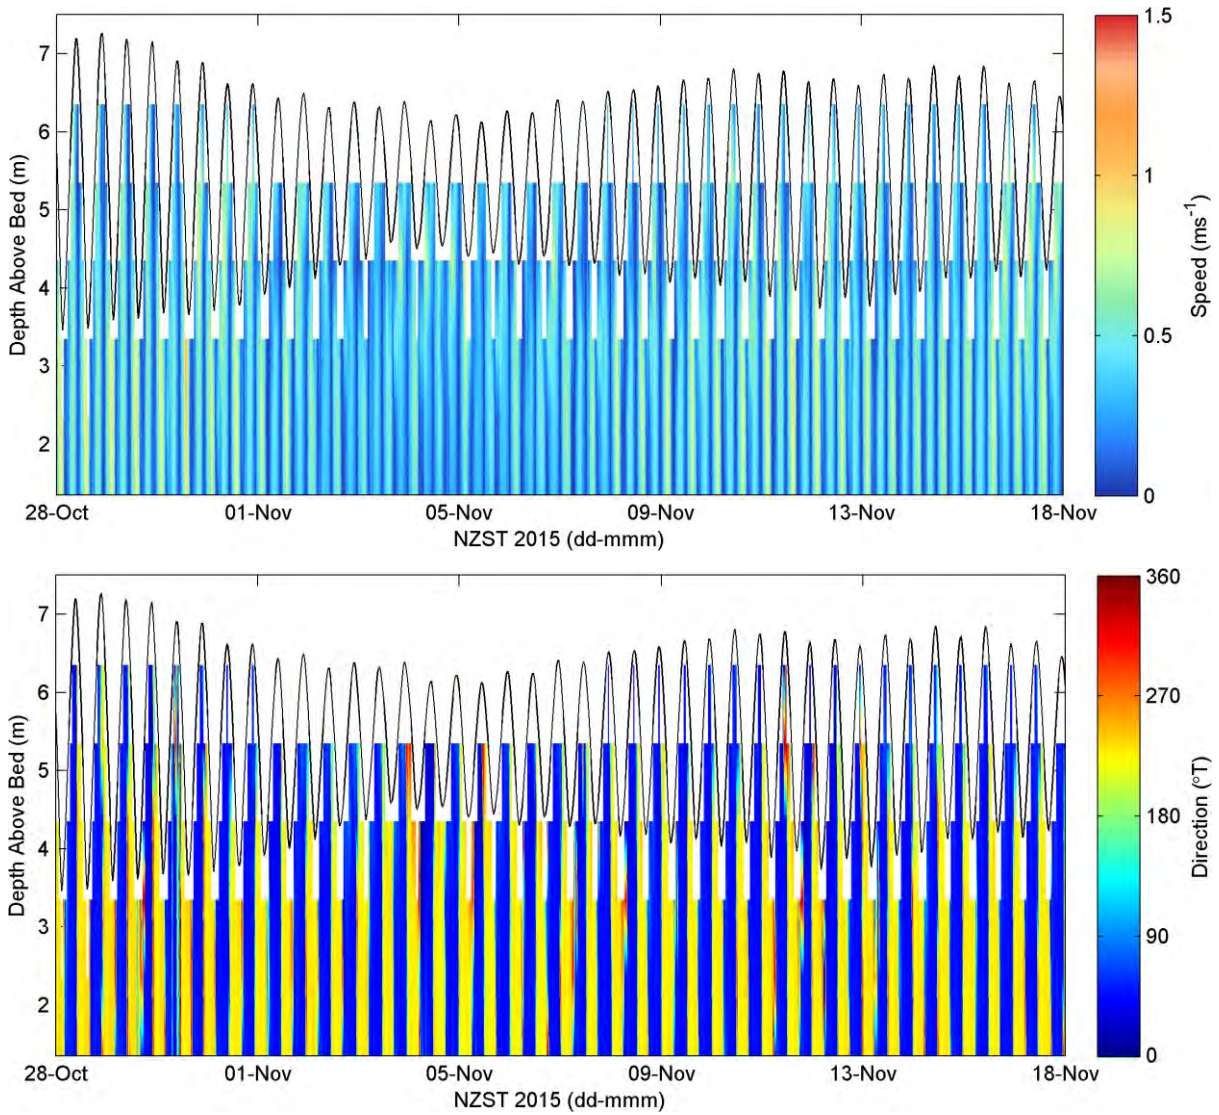 7
6
5
4
3
2
Depth Above Bed (m)
28-Oct 01-Nov 05-Nov 09-Nov 13-Nov 18-Nov
NZST 2015 (dd-mmm)
1.5
1
0.5
0
Speed (ms⁻¹)
7
6
5
4
3
2
Depth Above Bed (m)
28-Oct 01-Nov 05-Nov 09-Nov 13-Nov 18-Nov
NZST 2015 (dd-mmm)
360
270
180
90
0
Direction (°T)